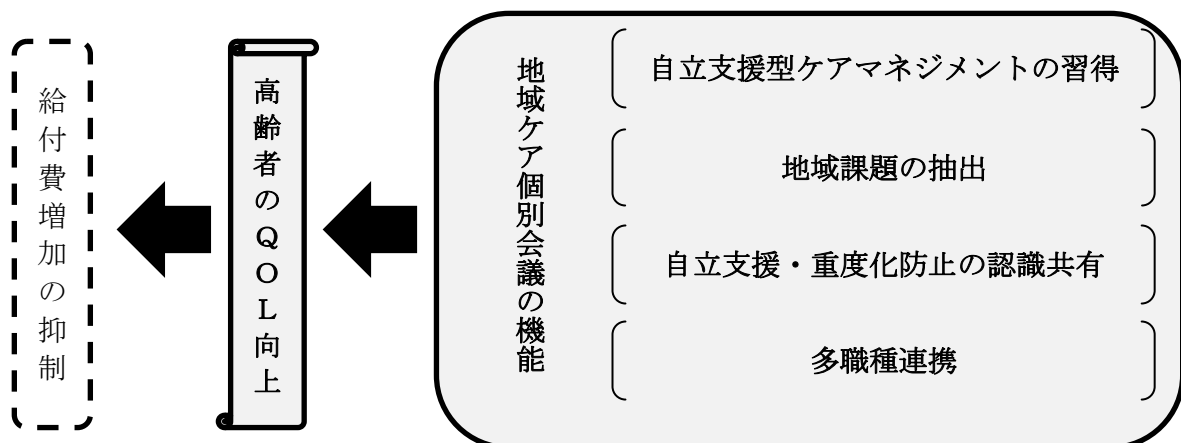 地域ケア個別会議の機能
自立支援型ケアマネジメントの習得
地域課題の抽出
自立支援・重度化防止の認識共有
多職種連携
高齢者のＱＯＬ向上
給付費増加の抑制